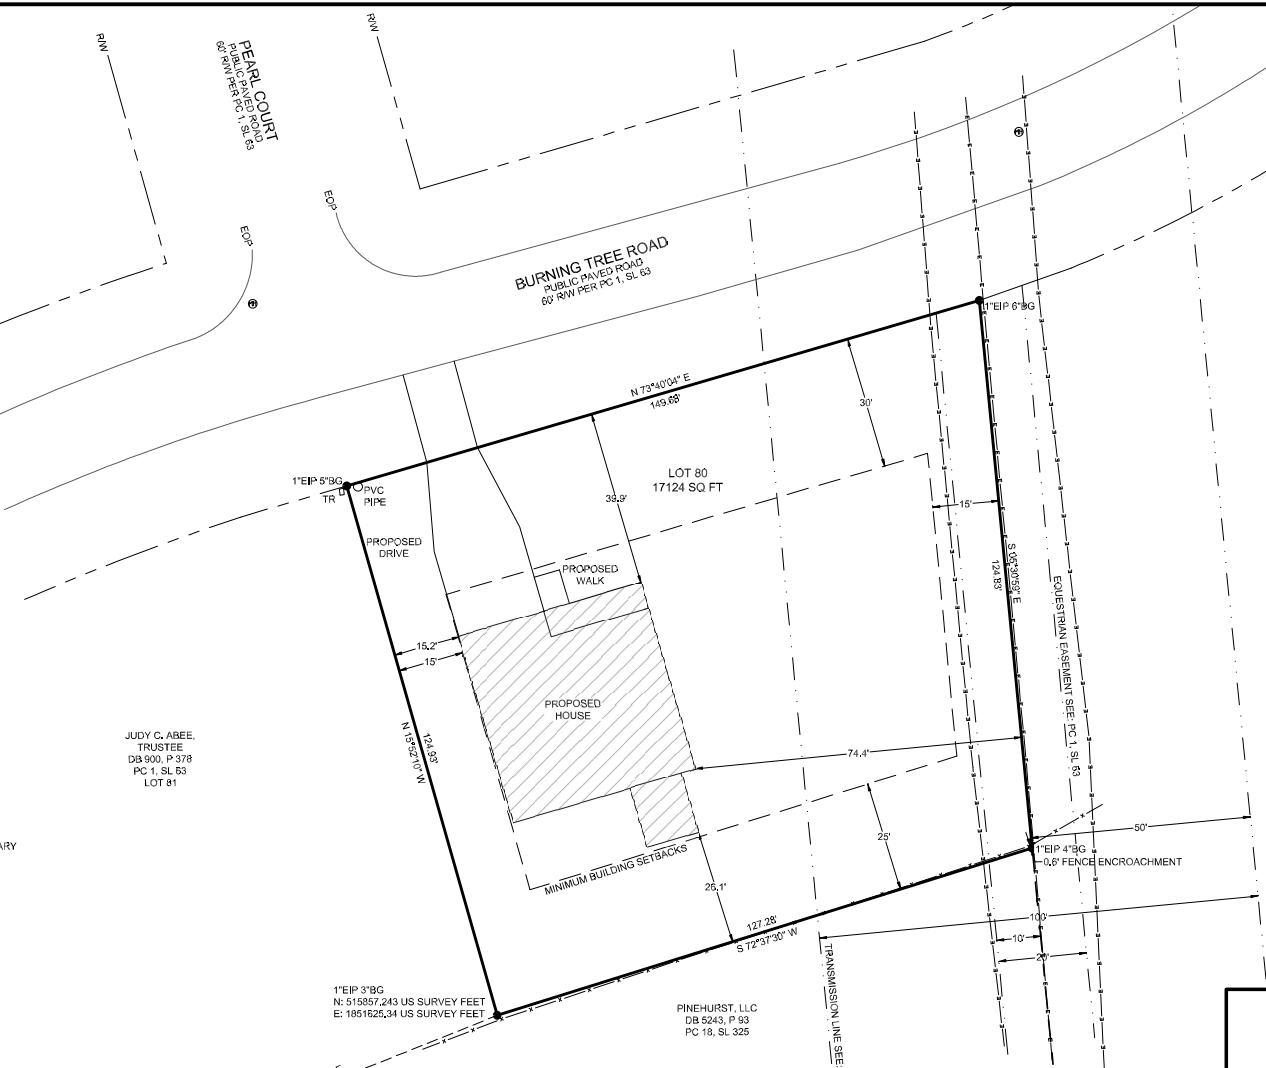 R/W
R/W
PEARL COURT
PUBLIC PAVED ROAD
60' R/W PER PC 1, SL 63
EOP
EOP
BURNING TREE ROAD
PUBLIC PAVED ROAD
60' R/W PER PC 1, SL 63
1"EIP 6"BG
N 73°40'04" E
149.68'
30'
LOT 80
17124 SQ FT
1"EIP 5"BG
TR
PVC
PIPE
39.9'
15'
PROPOSED
DRIVE
PROPOSED
WALK
S 05°30'59" E
124.83'
EQUESTRIAN EASEMENT SEE: PC 1, SL 63
15.2'
15'
PROPOSED
HOUSE
N 15°52'10" W
124.93'
JUDY C. ABEE,
TRUSTEE
DB 900, P 378
PC 1, SL 63
LOT 81
74.4'
ARY
25'
50'
MINIMUM BUILDING SETBACKS
1"EIP 4"BG
0.6' FENCE ENCROACHMENT
26.1'
127.28'
S 72°37'30" W
100'
10'
20'
TRANSMISSION LINE SEE:
1"EIP 3"BG
N: 515857.243 US SURVEY FEET
E: 1851625.34 US SURVEY FEET
PINEHURST, LLC
DB 5243, P 93
PC 18, SL 325